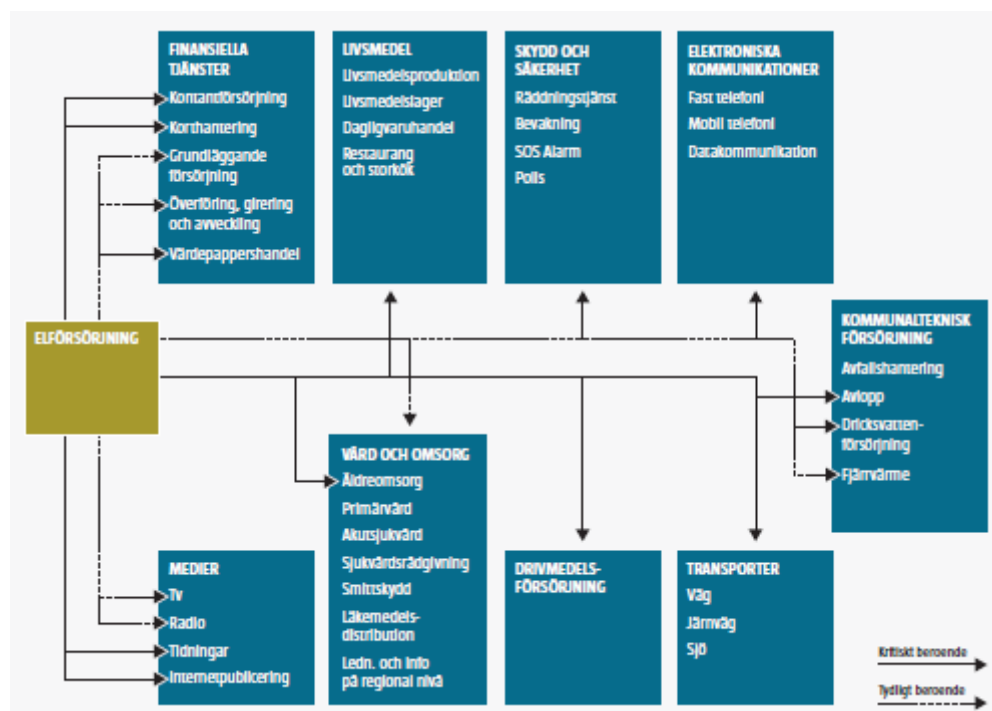 FINANSIELLA
TJÄNSTER
Kontantförsörjning
Korthantering
Grundläggande
försörjning
Överföring, girering
och avveckling
Värdepappershandel
LIVSMEDEL
Livsmedelsproduktion
Livsmedelslager
Dagligvaruhandel
Restaurang
och storkök
SKYDD OCH
SÄKERHET
Räddningstjänst
Bevakning
SOS Alarm
Polis
ELEKTRONISKA
KOMMUNIKATIONER
Fast telefoni
Mobil telefoni
Datakommunikation
ELFÖRSÖRJNING
KOMMUNALTEKNISK
FÖRSÖRJNING
Avfallshantering
Avlopp
Dricksvatten-
försörjning
Fjärrvärme
VÅRD OCH OMSORG
Äldreomsorg
Primärvård
Akutsjukvård
Sjukvårdsrådgivning
Smittskydd
Läkemedels-
distribution
Ledn. och info
på regional nivå
MEDIER
Tv
Radio
Tidningar
Internetpublicering
DRIVMEDELS-
FÖRSÖRJNING
TRANSPORTER
Väg
Järnväg
Sjö
Kritiskt beroende
Tydligt beroende